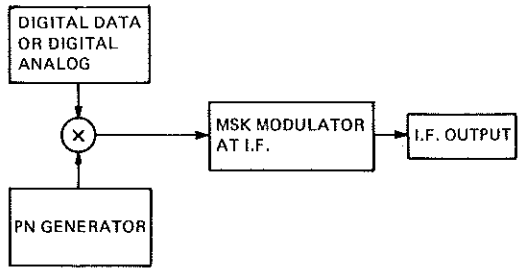 DIGITAL DATA
OR DIGITAL
ANALOG
X
MSK MODULATOR
AT I.F.
I.F. OUTPUT
PN GENERATOR